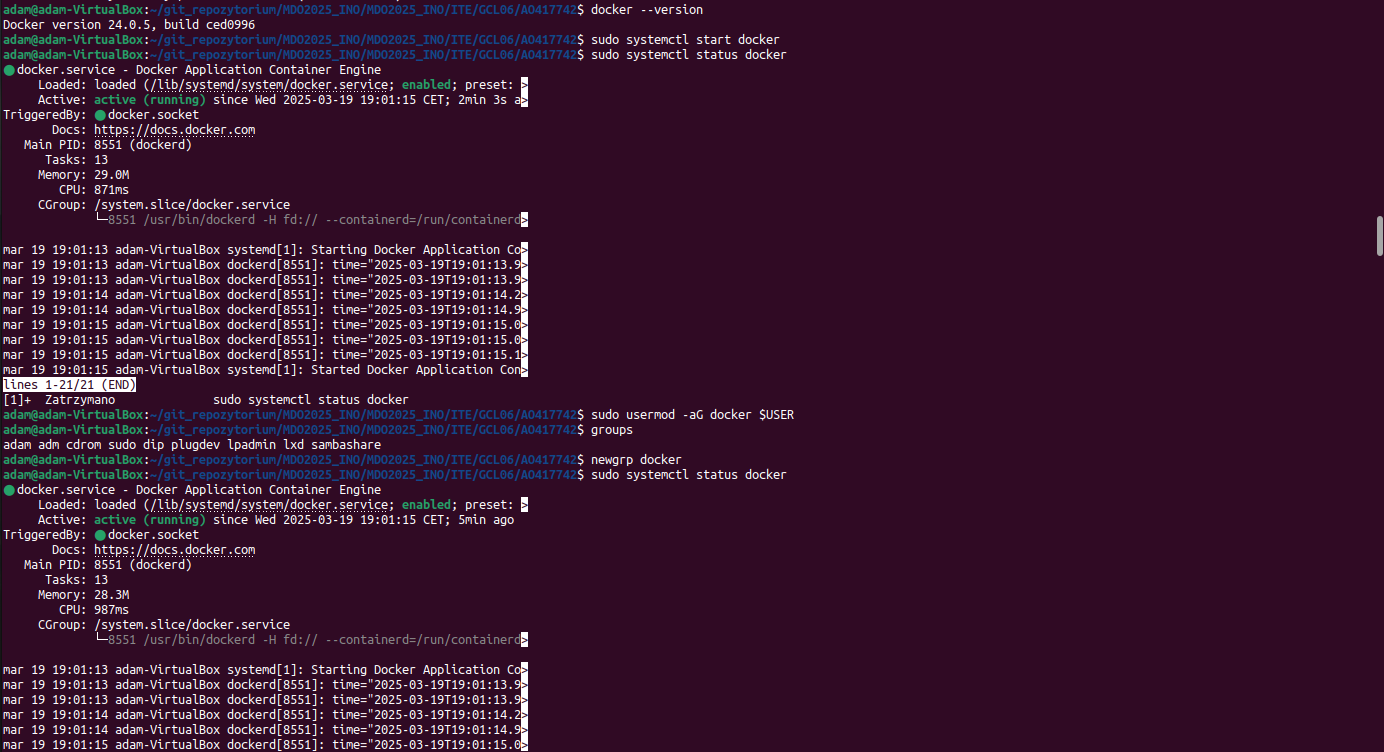 adam@adam-VirtualBox:~/git_repozytorium/MDO2025_INO/MDO2025_INO/ITE/GCL06/AO417742$ docker --version
Docker version 24.0.5, build ced0996
adam@adam-VirtualBox:~/git_repozytorium/MDO2025_INO/MDO2025_INO/ITE/GCL06/AO417742$ sudo systemctl start docker
adam@adam-VirtualBox:~/git_repozytorium/MDO2025_INO/MDO2025_INO/ITE/GCL06/AO417742$ sudo systemctl status docker
● docker.service - Docker Application Container Engine
     Loaded: loaded (/lib/systemd/system/docker.service; enabled; preset: >
     Active: active (running) since Wed 2025-03-19 19:01:15 CET; 2min 3s a>
TriggeredBy: ● docker.socket
       Docs: https://docs.docker.com
   Main PID: 8551 (dockerd)
      Tasks: 13
     Memory: 29.0M
        CPU: 871ms
     CGroup: /system.slice/docker.service
             └─8551 /usr/bin/dockerd -H fd:// --containerd=/run/containerd>
mar 19 19:01:13 adam-VirtualBox systemd[1]: Starting Docker Application Co>
mar 19 19:01:13 adam-VirtualBox dockerd[8551]: time="2025-03-19T19:01:13.9>
mar 19 19:01:13 adam-VirtualBox dockerd[8551]: time="2025-03-19T19:01:13.9>
mar 19 19:01:14 adam-VirtualBox dockerd[8551]: time="2025-03-19T19:01:14.2>
mar 19 19:01:14 adam-VirtualBox dockerd[8551]: time="2025-03-19T19:01:14.9>
mar 19 19:01:15 adam-VirtualBox dockerd[8551]: time="2025-03-19T19:01:15.0>
mar 19 19:01:15 adam-VirtualBox dockerd[8551]: time="2025-03-19T19:01:15.0>
mar 19 19:01:15 adam-VirtualBox dockerd[8551]: time="2025-03-19T19:01:15.1>
mar 19 19:01:15 adam-VirtualBox systemd[1]: Started Docker Application Con>
lines 1-21/21 (END)
[1]+  Zatrzymano              sudo systemctl status docker
adam@adam-VirtualBox:~/git_repozytorium/MDO2025_INO/MDO2025_INO/ITE/GCL06/AO417742$ sudo usermod -aG docker $USER
adam@adam-VirtualBox:~/git_repozytorium/MDO2025_INO/MDO2025_INO/ITE/GCL06/AO417742$ groups
adam adm cdrom sudo dip plugdev lpadmin lxd sambashare
adam@adam-VirtualBox:~/git_repozytorium/MDO2025_INO/MDO2025_INO/ITE/GCL06/AO417742$ newgrp docker
adam@adam-VirtualBox:~/git_repozytorium/MDO2025_INO/MDO2025_INO/ITE/GCL06/AO417742$ sudo systemctl status docker
● docker.service - Docker Application Container Engine
     Loaded: loaded (/lib/systemd/system/docker.service; enabled; preset: >
     Active: active (running) since Wed 2025-03-19 19:01:15 CET; 5min ago
TriggeredBy: ● docker.socket
       Docs: https://docs.docker.com
   Main PID: 8551 (dockerd)
      Tasks: 13
     Memory: 28.3M
        CPU: 987ms
     CGroup: /system.slice/docker.service
             └─8551 /usr/bin/dockerd -H fd:// --containerd=/run/containerd>
mar 19 19:01:13 adam-VirtualBox systemd[1]: Starting Docker Application Co>
mar 19 19:01:13 adam-VirtualBox dockerd[8551]: time="2025-03-19T19:01:13.9>
mar 19 19:01:13 adam-VirtualBox dockerd[8551]: time="2025-03-19T19:01:13.9>
mar 19 19:01:14 adam-VirtualBox dockerd[8551]: time="2025-03-19T19:01:14.2>
mar 19 19:01:14 adam-VirtualBox dockerd[8551]: time="2025-03-19T19:01:14.9>
mar 19 19:01:15 adam-VirtualBox dockerd[8551]: time="2025-03-19T19:01:15.0>